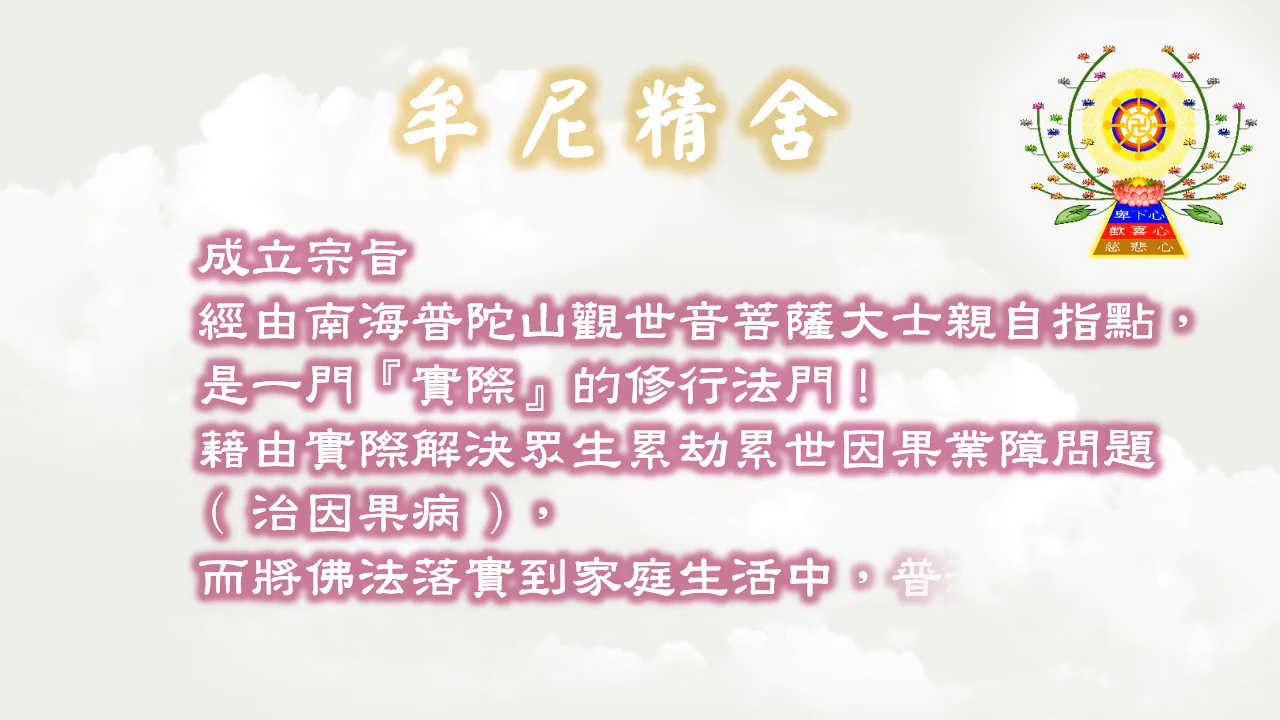 牟尼精舍
卑下心
歡喜心
慈悲心
成立宗旨
經由南海普陀山觀世音菩薩大士親自指點，
是一門『實際』的修行法門！
藉由實際解決眾生累劫累世因果業障問題
（治因果病），
而將佛法落實到家庭生活中，普